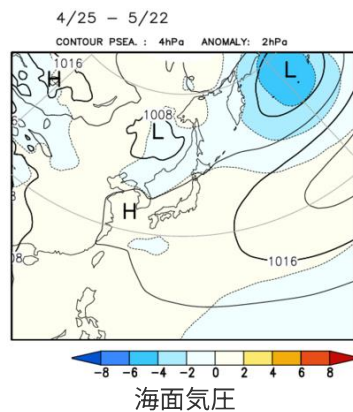 4/25 - 5/22
CONTOUR PSEA. : 4hPa ANOMALY: 2hPa
H
1016
L
1008
L
H
1016
08
-8 -6 -4 -2 0 2 4 6 8
海面気圧